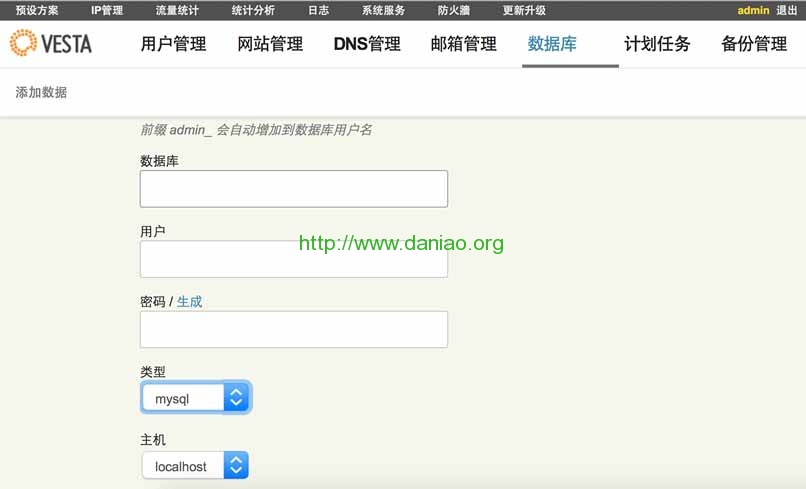 预设方案 IP管理 流量统计 统计分析 日志 系统服务 防火牆 更新升级 admin 退出
VESTA 用户管理 网站管理 DNS管理 邮箱管理 数据库 计划任务 备份管理
添加数据
前缀 admin_ 会自动增加到数据库用户名
数据库
用户
http://www.daniao.org
密码 / 生成
类型
mysql
主机
localhost